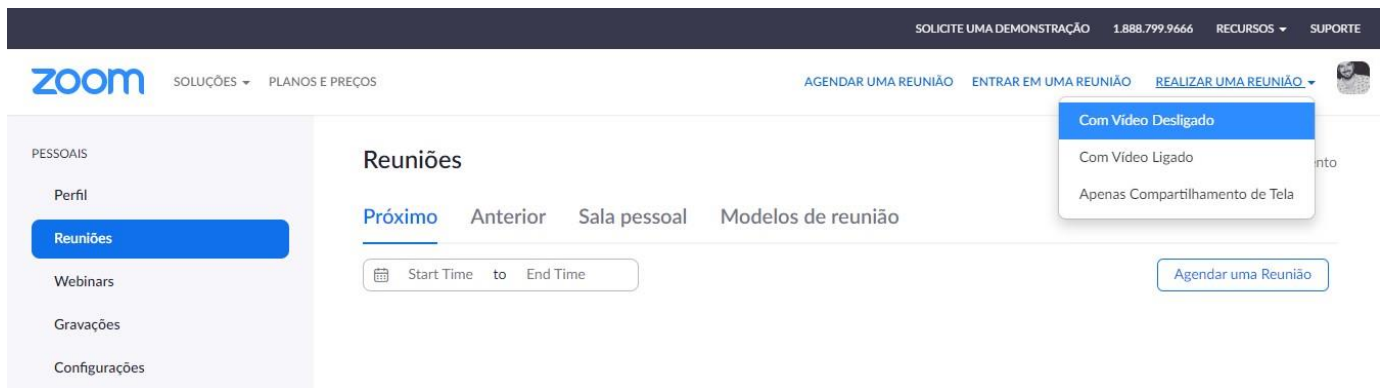 SOLICITE UMA DEMONSTRAÇÃO 1.888.799.9666 RECURSOS SUPORTE
zoom SOLUÇÕES PLANOS E PREÇOS AGENDAR UMA REUNIÃO ENTRAR EM UMA REUNIÃO REALIZAR UMA REUNIÃO
Com Vídeo Desligado
Com Vídeo Ligado
Apenas Compartilhamento de Tela
PESSOAIS
Perfil
Reuniões
Webinars
Gravações
Configurações
Reuniões
Próximo Anterior Sala pessoal Modelos de reunião
Start Time to End Time
Agendar uma Reunião